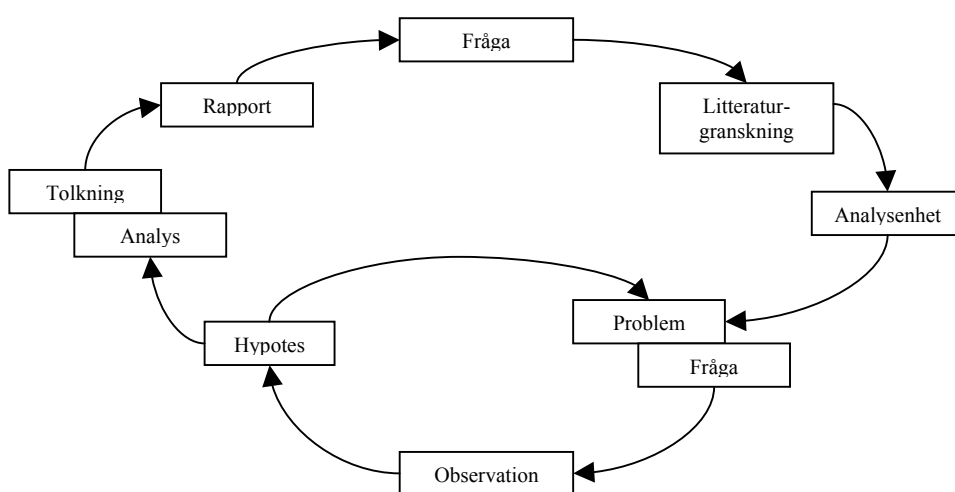 Fråga
Rapport
Litteratur-
granskning
Tolkning
Analys
Analysenhet
Problem
Hypotes
Fråga
Observation